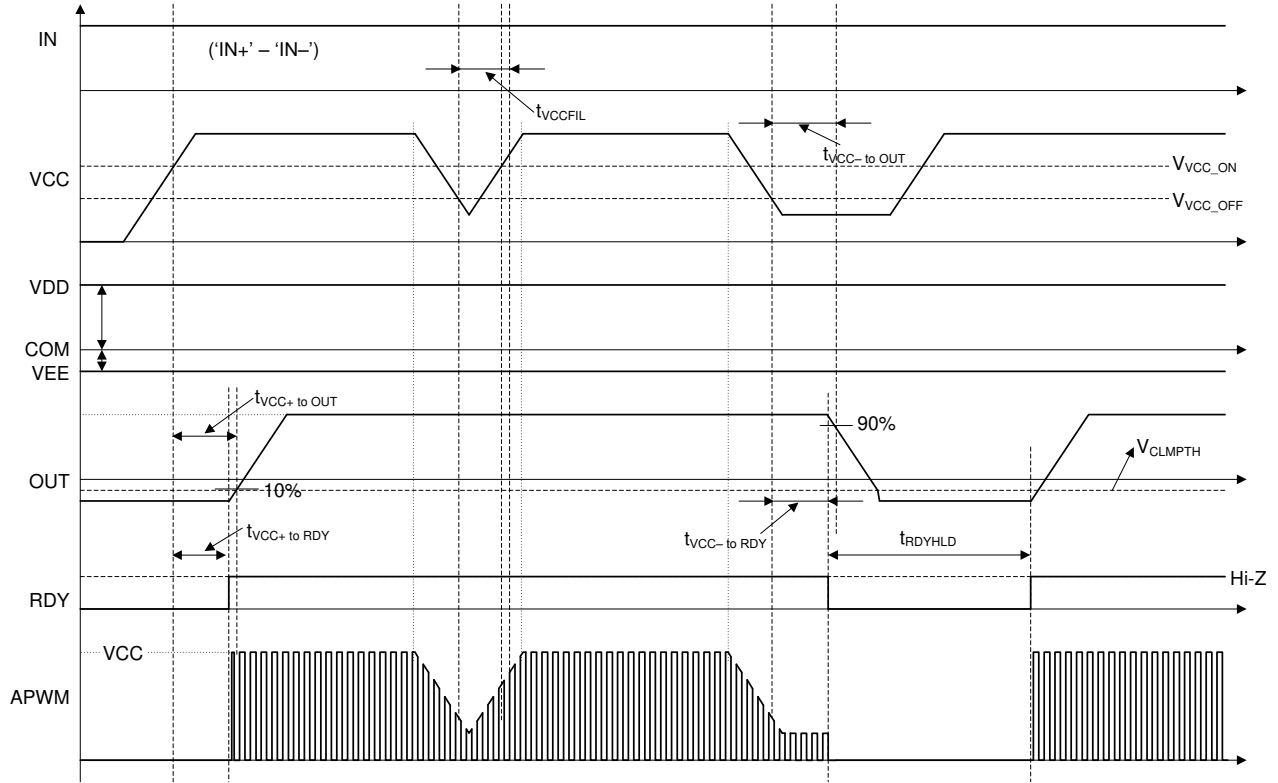 IN
('IN+' – 'IN–')
tVCCFIL
tVCC– to OUT
VCC
VVCC_ON
VVCC_OFF
VDD
COM
VEE
tVCC+ to OUT
90%
VCLMPTH
OUT
10%
tVCC+ to RDY
tVCC– to RDY
tRDYHLD
Hi-Z
RDY
VCC
APWM